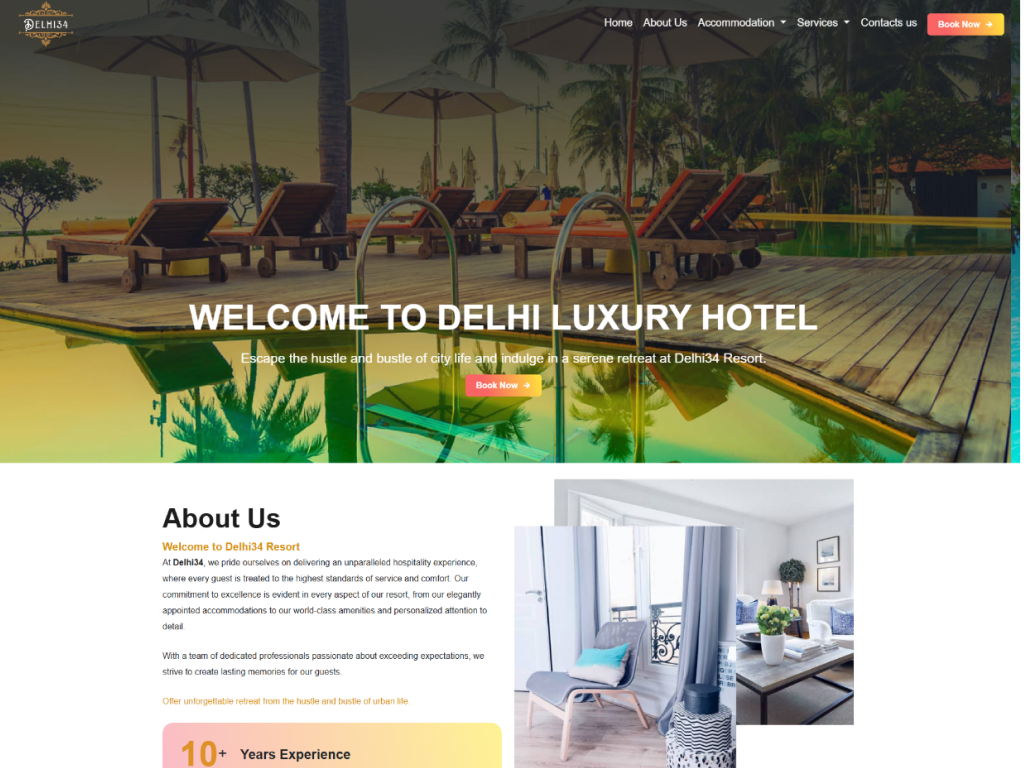 DELHI34
Home About Us Accommodation Services Contacts us Book Now
WELCOME TO DELHI LUXURY HOTEL
Escape the hustle and bustle of city life and indulge in a serene retreat at Delhi34 Resort.
Book Now
About Us
Welcome to Delhi34 Resort
At Delhi34, we pride ourselves on delivering an unparalleled hospitality experience,
where every guest is treated to the highest standards of service and comfort. Our
commitment to excellence is evident in every aspect of our resort, from our elegantly
appointed accommodations to our world-class amenities and personalized attention to
detail.
With a team of dedicated professionals passionate about exceeding expectations, we
strive to create lasting memories for our guests.
Offer unforgettable retreat from the hustle and bustle of urban life.
10+ Years Experience